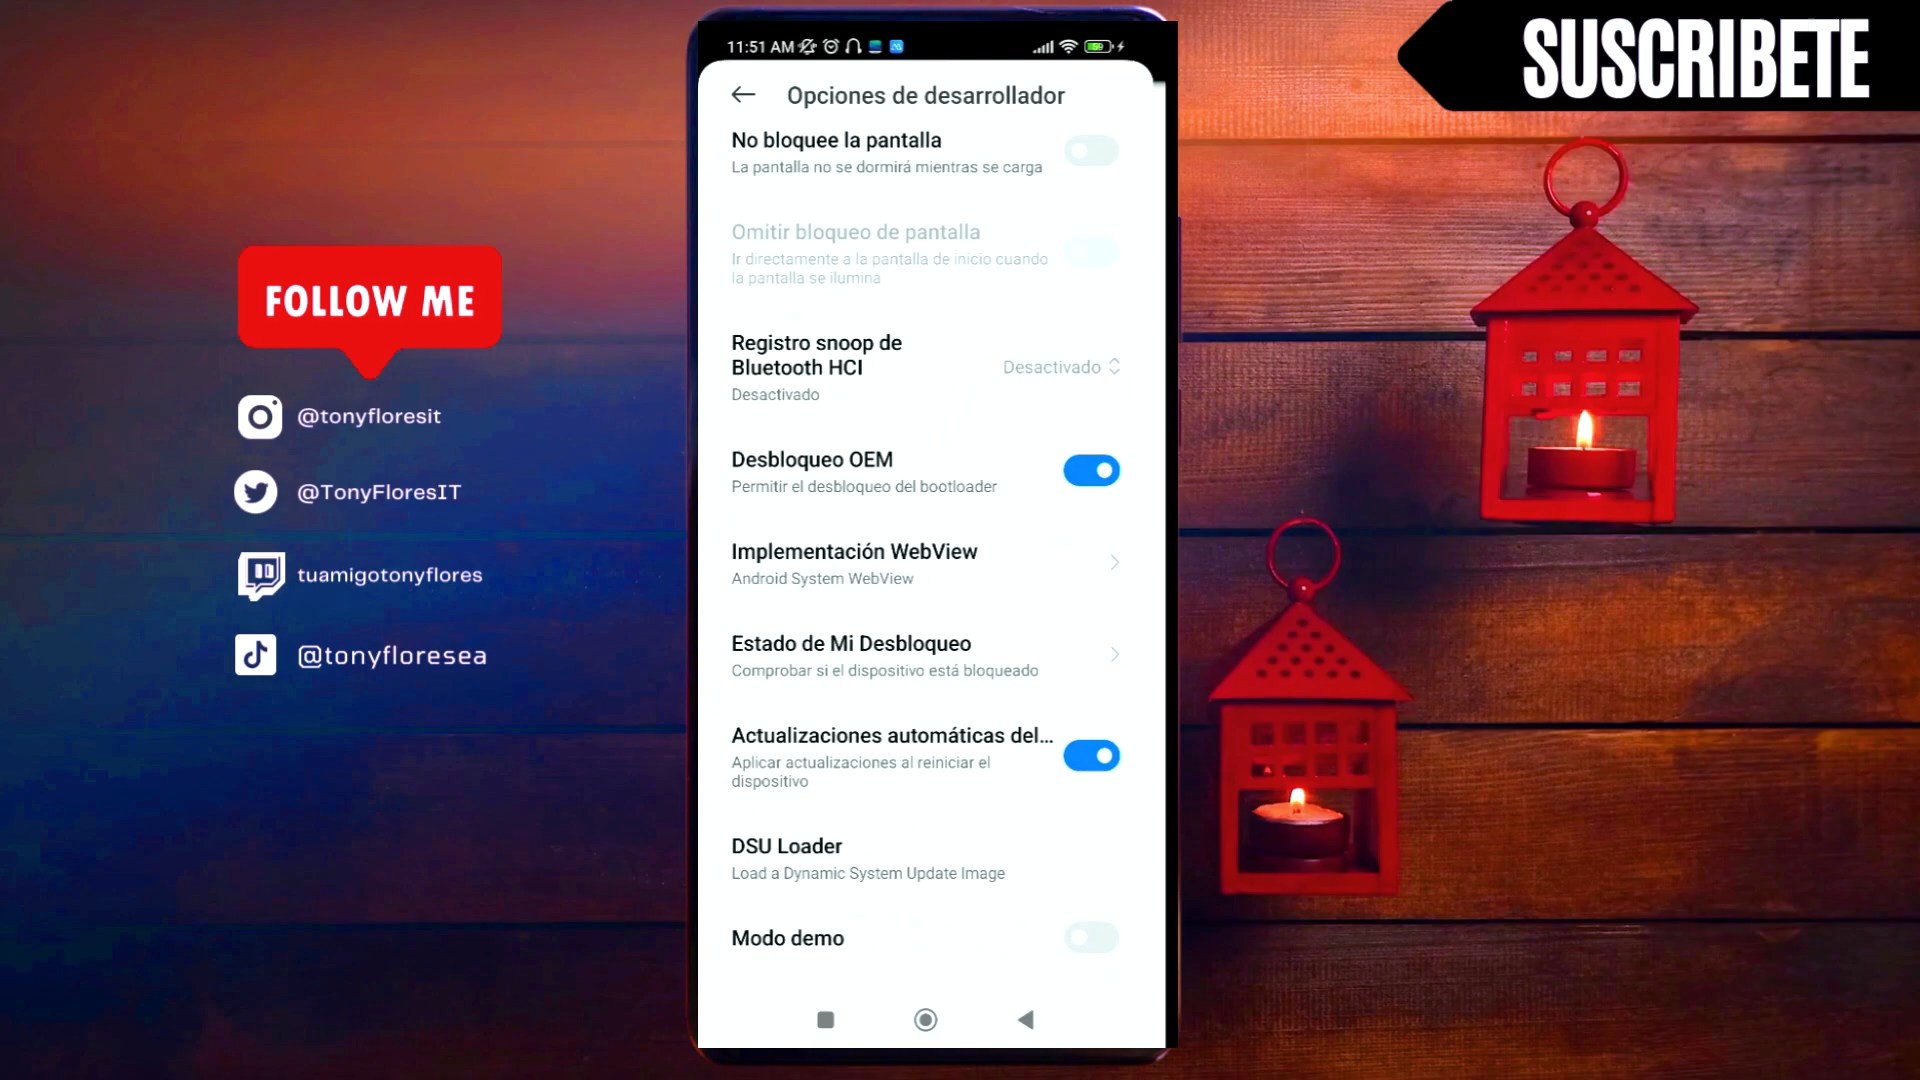 SUSCRIBETE
11:51 AM
59
Opciones de desarrollador
No bloquee la pantalla
La pantalla no se dormirá mientras se carga
Omitir bloqueo de pantalla
Ir directamente a la pantalla de inicio cuando
la pantalla se ilumina
Registro snoop de
Bluetooth HCI
Desactivado
Desactivado
Desbloqueo OEM
Permitir el desbloqueo del bootloader
Implementación WebView
Android System WebView
Estado de Mi Desbloqueo
Comprobar si el dispositivo está bloqueado
Actualizaciones automáticas del...
Aplicar actualizaciones al reiniciar el
dispositivo
DSU Loader
Load a Dynamic System Update Image
Modo demo
FOLLOW ME
@tonyfloresit
@TonyFloresIT
tuamigotonyflores
@tonyfloresea